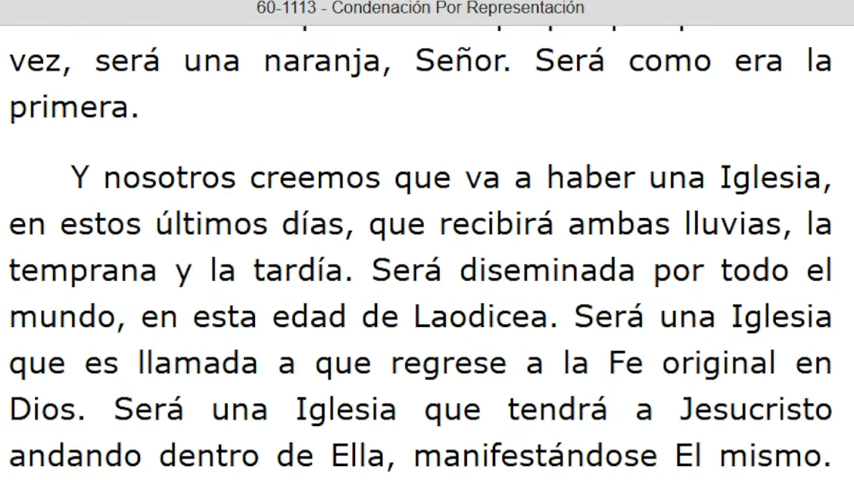 60-1113 - Condenación Por Representación
vez, será una naranja, Señor. Será como era la
primera.
Y nosotros creemos que va a haber una Iglesia,
en estos últimos días, que recibirá ambas lluvias, la
temprana y la tardía. Será diseminada por todo el
mundo, en esta edad de Laodicea. Será una Iglesia
que es llamada a que regrese a la Fe original en
Dios. Será una Iglesia que tendrá a Jesucristo
andando dentro de Ella, manifestándose El mismo.